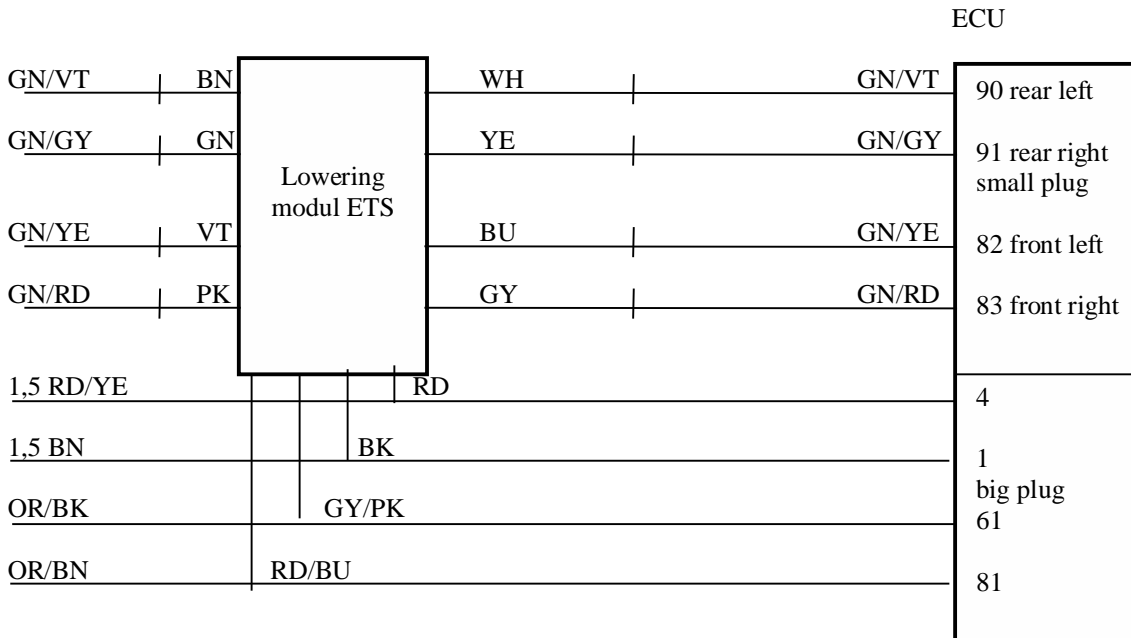 ECU
GN/VT BN WH GN/VT 90 rear left
GN/GY GN YE GN/GY 91 rear right
small plug
Lowering
modul ETS
GN/YE VT BU GN/YE 82 front left
GN/RD PK GY GN/RD 83 front right
1,5 RD/YE RD 4
1,5 BN BK 1
big plug
OR/BK GY/PK 61
OR/BN RD/BU 81